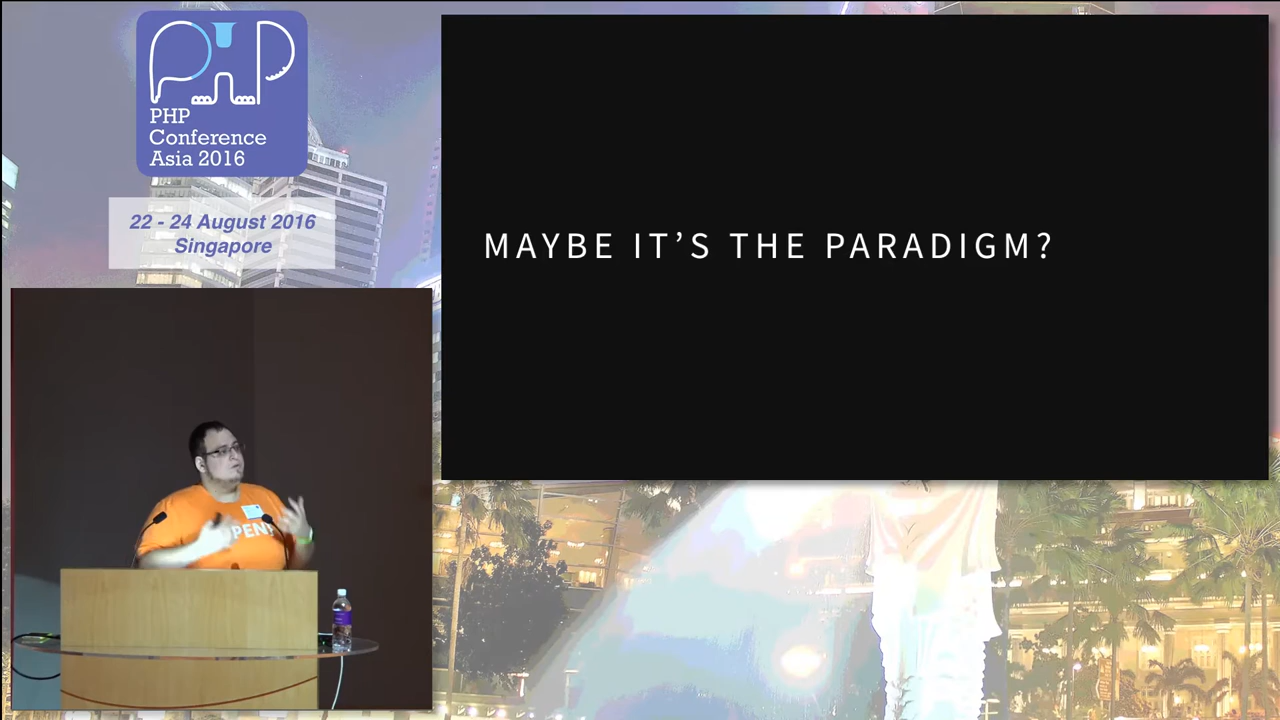 PHP
Conference
Asia 2016
22 - 24 August 2016
Singapore
MAYBE IT’S THE PARADIGM?